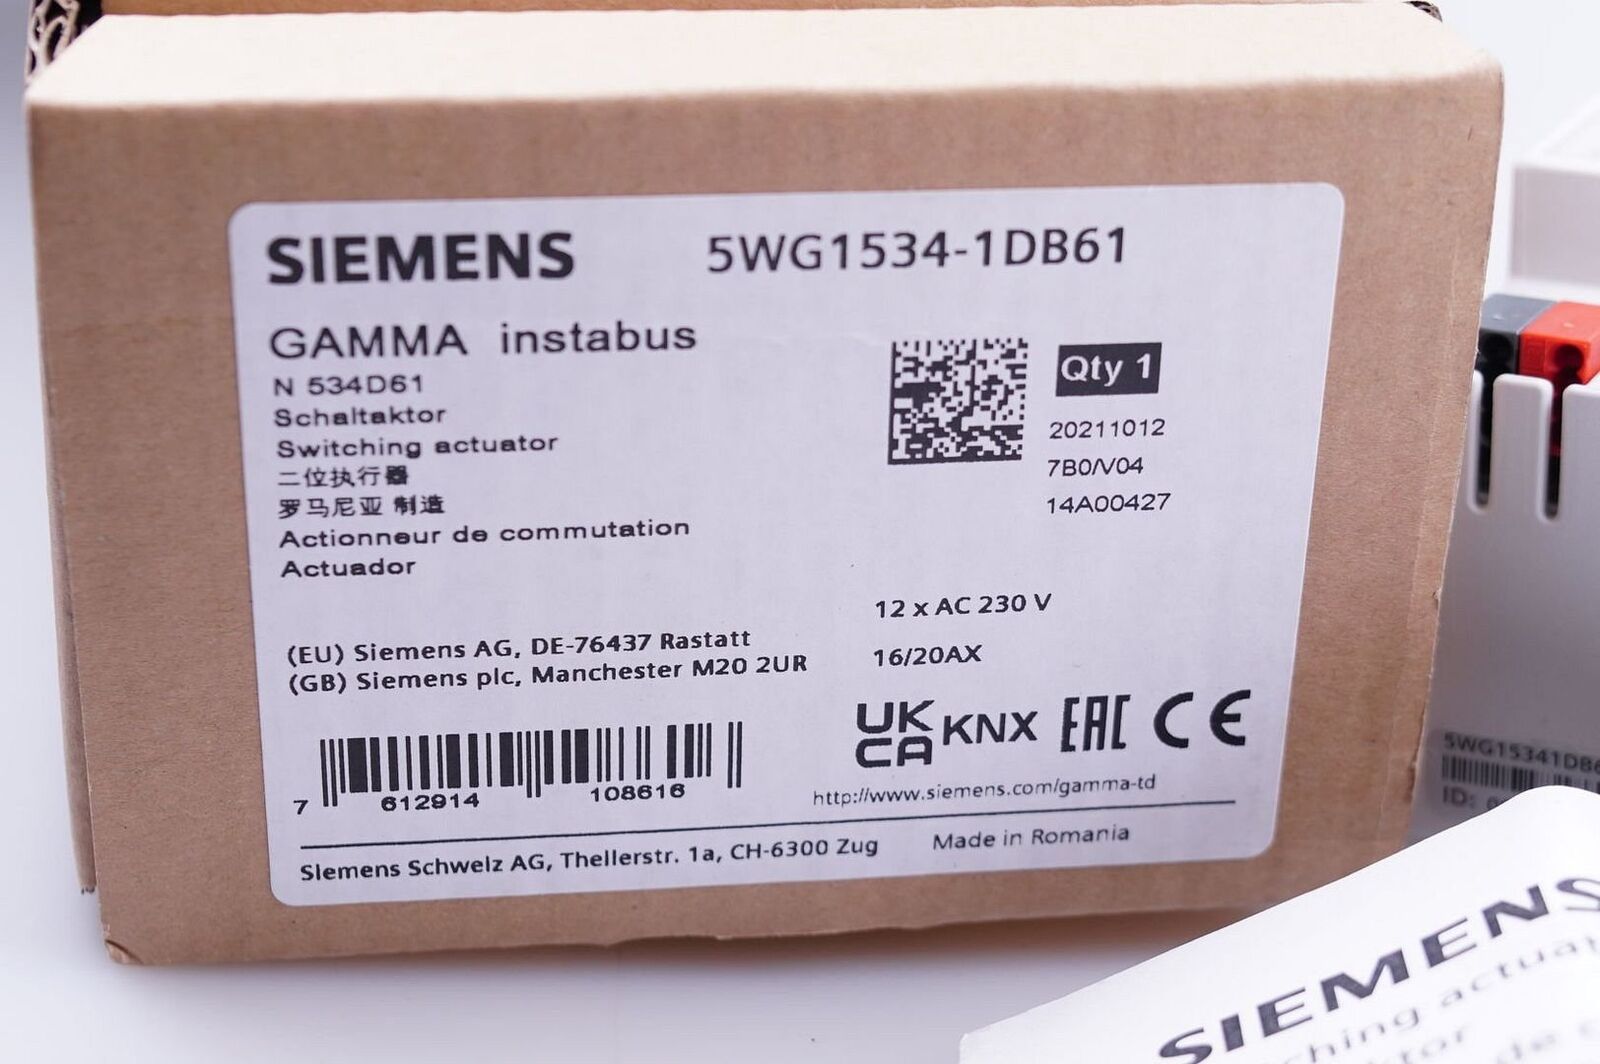 SIEMENS 5WG1534-1DB61
GAMMA instabus
N 534D61
Schaltaktor
Switching actuator
二位执行器
罗马尼亚 制造
Actionneur de commutation
Actuador
Qty 1
20211012
7B0/V04
14A00427
12 x AC 230 V
16/20AX
(EU) Siemens AG, DE-76437 Rastatt
(GB) Siemens plc, Manchester M20 2UR
UK
CA KNX EAC CE
7 612914 108616
http://www.siemens.com/gamma-td
Siemens Schweiz AG, Theilerstr. 1a, CH-6300 Zug Made in Romania
5WG15341DB6
ID:
SIEMENS